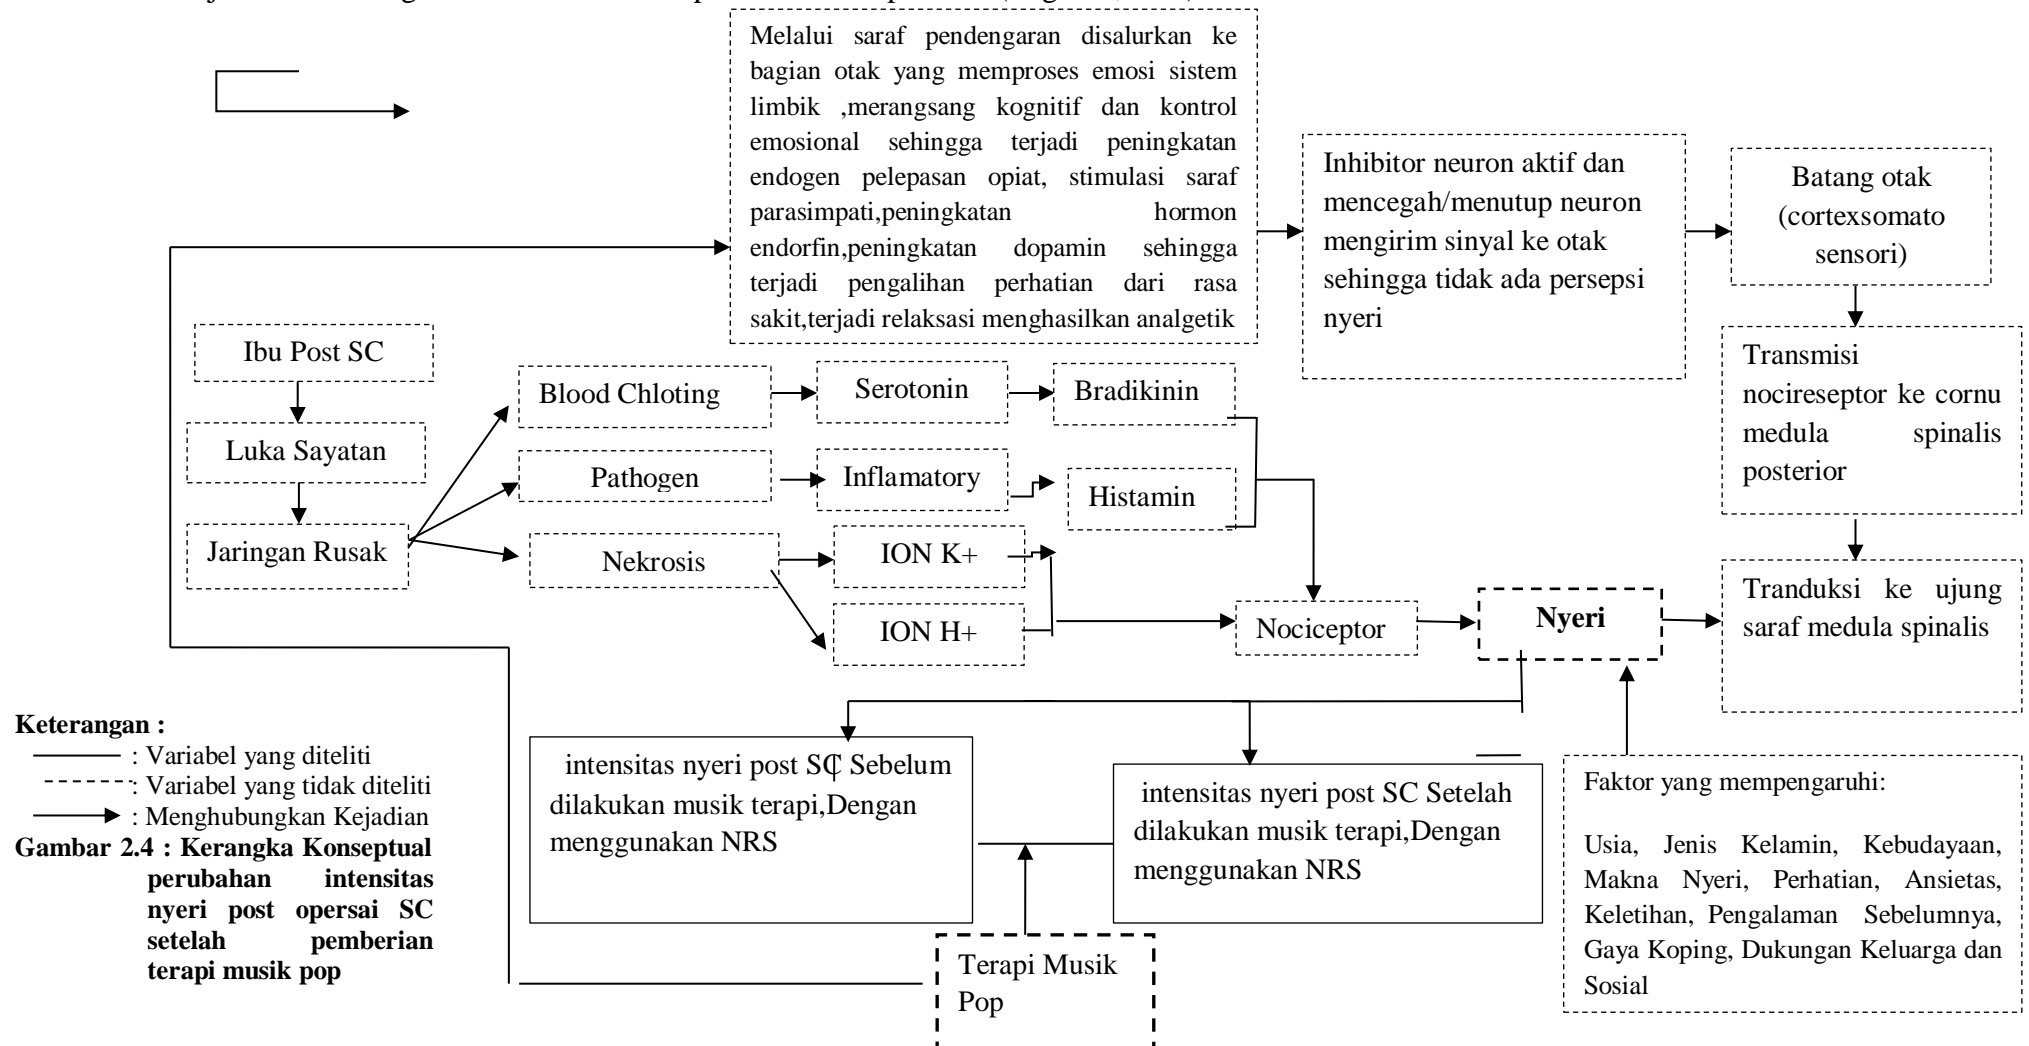 Melalui saraf pendengaran disalurkan ke
bagian otak yang memproses emosi sistem
limbik ,merangsang kognitif dan kontrol
emosional sehingga terjadi peningkatan
endogen pelepasan opiat, stimulasi saraf
parasimpati,peningkatan hormon
endorfin,peningkatan dopamin sehingga
terjadi pengalihan perhatian dari rasa
sakit,terjadi relaksasi menghasilkan analgetik
Inhibitor neuron aktif dan
mencegah/menutup neuron
mengirim sinyal ke otak
sehingga tidak ada persepsi
nyeri
Batang otak
(cortexsomato
sensori)
Transmisi
nocireseptor ke cornu
medula spinalis
posterior
Tranduksi ke ujung
saraf medula spinalis
Ibu Post SC
Luka Sayatan
Jaringan Rusak
Blood Chloting
Serotonin
Bradikinin
Pathogen
Inflamatory
Histamin
Nekrosis
ION K+
ION H+
Nociceptor
Nyeri
Keterangan :
: Variabel yang diteliti
: Variabel yang tidak diteliti
: Menghubungkan Kejadian
Gambar 2.4 : Kerangka Konseptual
perubahan intensitas
nyeri post opersai SC
setelah pemberian
terapi musik pop
intensitas nyeri post SC Sebelum
dilakukan musik terapi,Dengan
menggunakan NRS
intensitas nyeri post SC Setelah
dilakukan musik terapi,Dengan
menggunakan NRS
Terapi Musik
Pop
Faktor yang mempengaruhi:
Usia, Jenis Kelamin, Kebudayaan,
Makna Nyeri, Perhatian, Ansietas,
Keletihan, Pengalaman Sebelumnya,
Gaya Koping, Dukungan Keluarga dan
Sosial